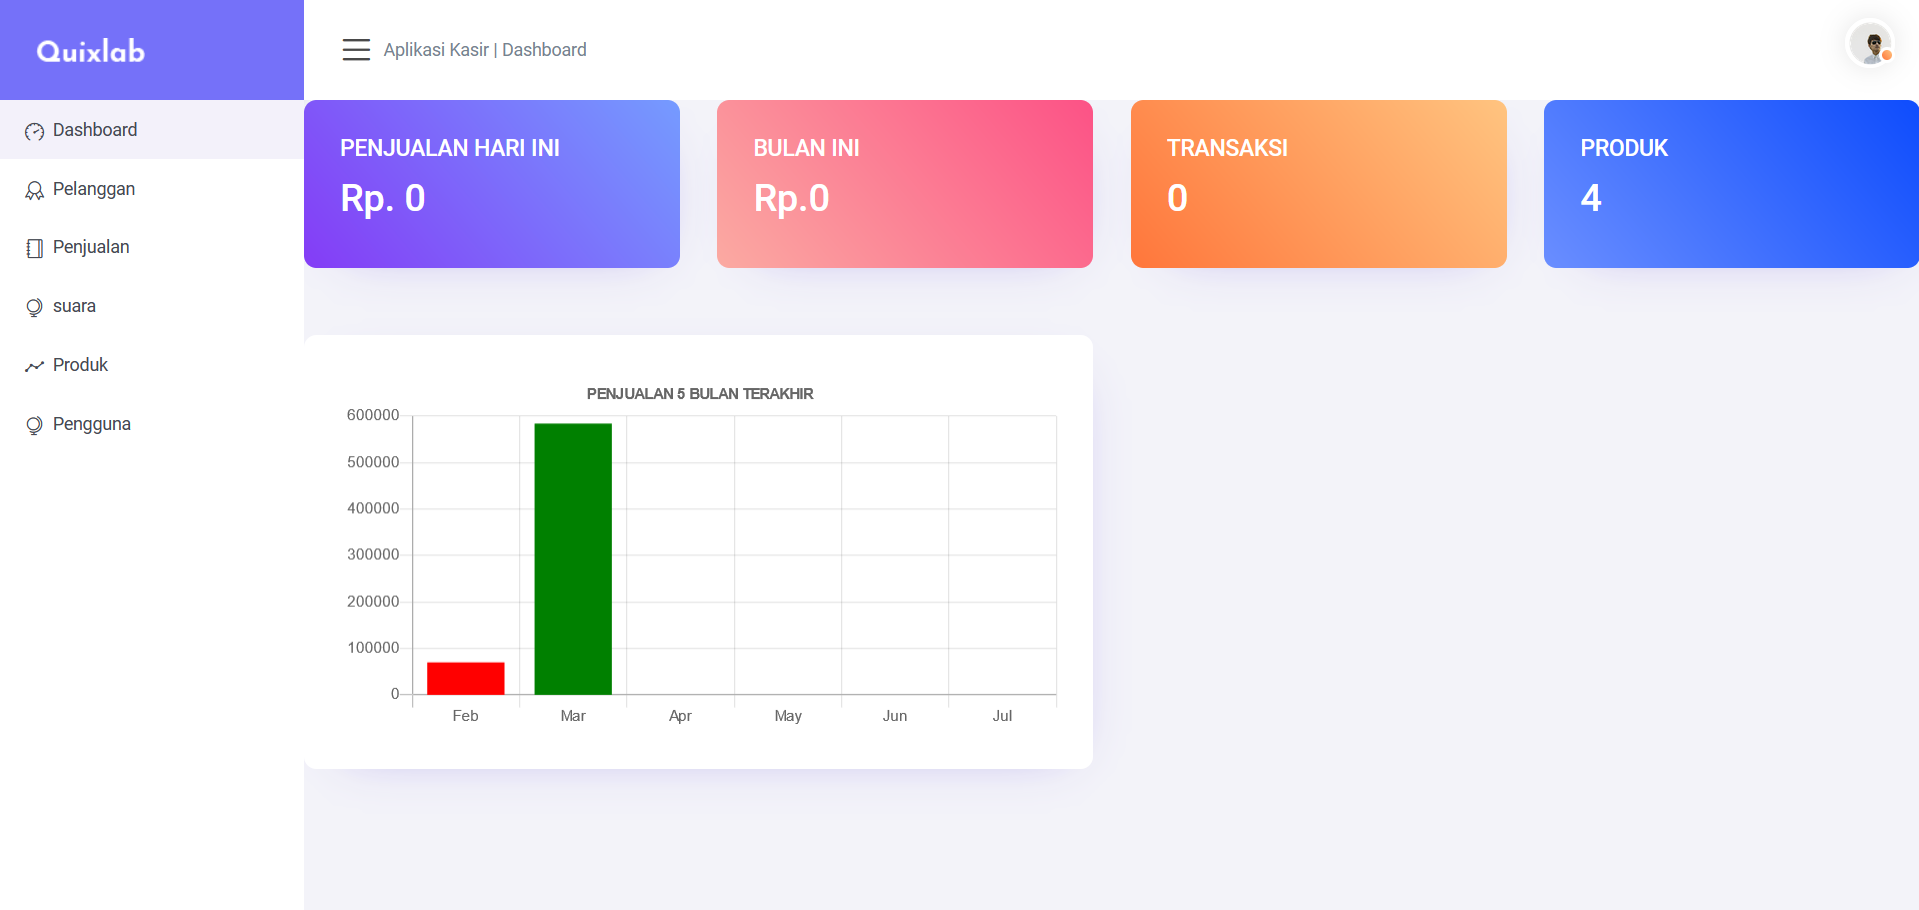 Quixlab
Aplikasi Kasir | Dashboard
Dashboard
Pelanggan
Penjualan
suara
Produk
Pengguna
PENJUALAN HARI INI
Rp. 0
BULAN INI
Rp.0
TRANSAKSI
0
PRODUK
4
PENJUALAN 5 BULAN TERAKHIR
600000
500000
400000
300000
200000
100000
0
Feb Mar Apr May Jun Jul